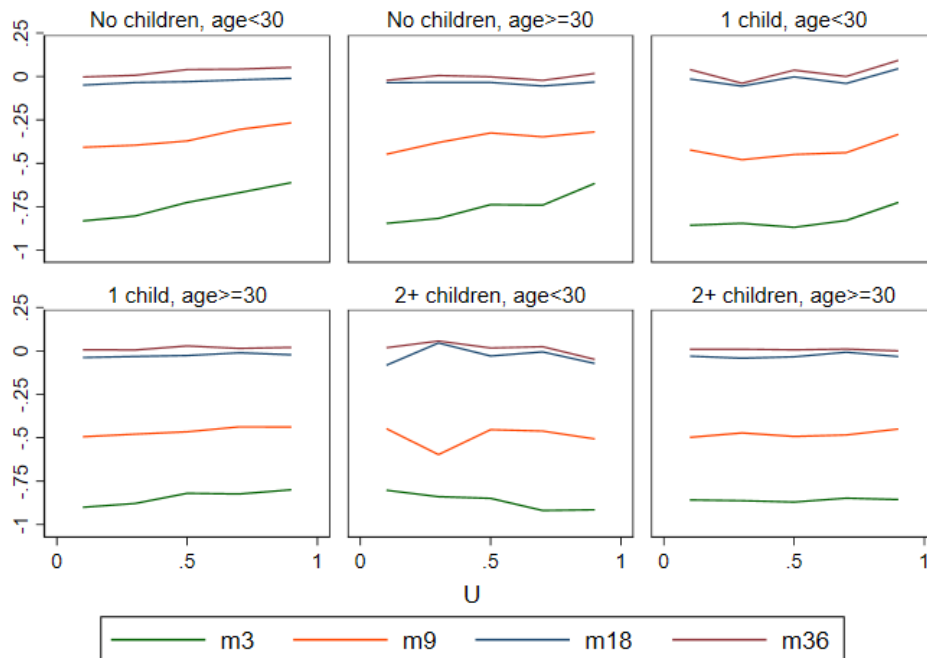 No children, age<30
No children, age>=30
1 child, age<30
.25
0
-.25
-.5
-.75
-1
1 child, age>=30
2+ children, age<30
2+ children, age>=30
.25
0
-.25
-.5
-.75
-1
0 .5 1
0 .5 1
0 .5 1
U
m3 m9 m18 m36